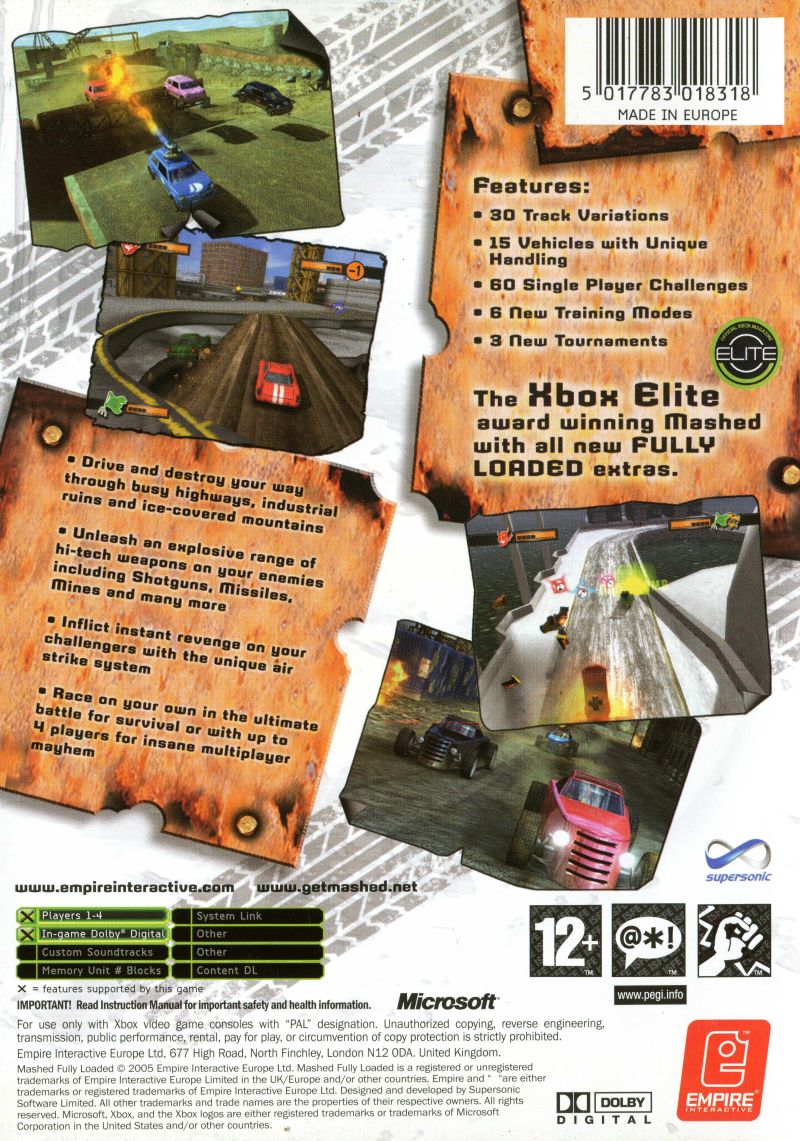 5 017783 018318
MADE IN EUROPE
Features:
• 30 Track Variations
• 15 Vehicles with Unique
Handling
• 60 Single Player Challenges
• 6 New Training Modes
• 3 New Tournaments
OFFICIAL XBOX MAGAZINE
ELITE
The Xbox Elite
award winning Mashed
with all new FULLY
LOADED extras.
-1
• Drive and destroy your way
through busy highways, industrial
ruins and ice-covered mountains
• Unleash an explosive range of
hi-tech weapons on your enemies
including Shotguns, Missiles,
Mines and many more
• Inflict instant revenge on your
challengers with the unique air
strike system
• Race on your own in the ultimate
battle for survival or with up to
4 players for insane multiplayer
mayhem
supersonic
www.empireinteractive.com www.getmashed.net
Players 1-4
In-game Dolby® Digital
Custom Soundtracks
Memory Unit # Blocks
System Link
Other
Other
Content DL
X = features supported by this game
12+™
@*!™
™
www.pegi.info
IMPORTANT! Read Instruction Manual for important safety and health information.
Microsoft®
For use only with Xbox video game consoles with "PAL" designation. Unauthorized copying, reverse engineering,
transmission, public performance, rental, pay for play, or circumvention of copy protection is strictly prohibited.
Empire Interactive Europe Ltd, 677 High Road, North Finchley, London N12 0DA. United Kingdom.
Mashed Fully Loaded © 2005 Empire Interactive Europe Ltd. Mashed Fully Loaded is a registered or unregistered
trademarks of Empire Interactive Europe Limited in the UK/Europe and/or other countries. Empire and " "are either
trademarks or registered trademarks of Empire Interactive Europe Ltd. Designed and developed by Supersonic
Software Limited. All other trademarks and trade names are the properties of their respective owners. All rights
reserved. Microsoft, Xbox, and the Xbox logos are either registered trademarks or trademarks of Microsoft
Corporation in the United States and/or other countries.
DOLBY
DIGITAL
EMPIRE
INTERACTIVE